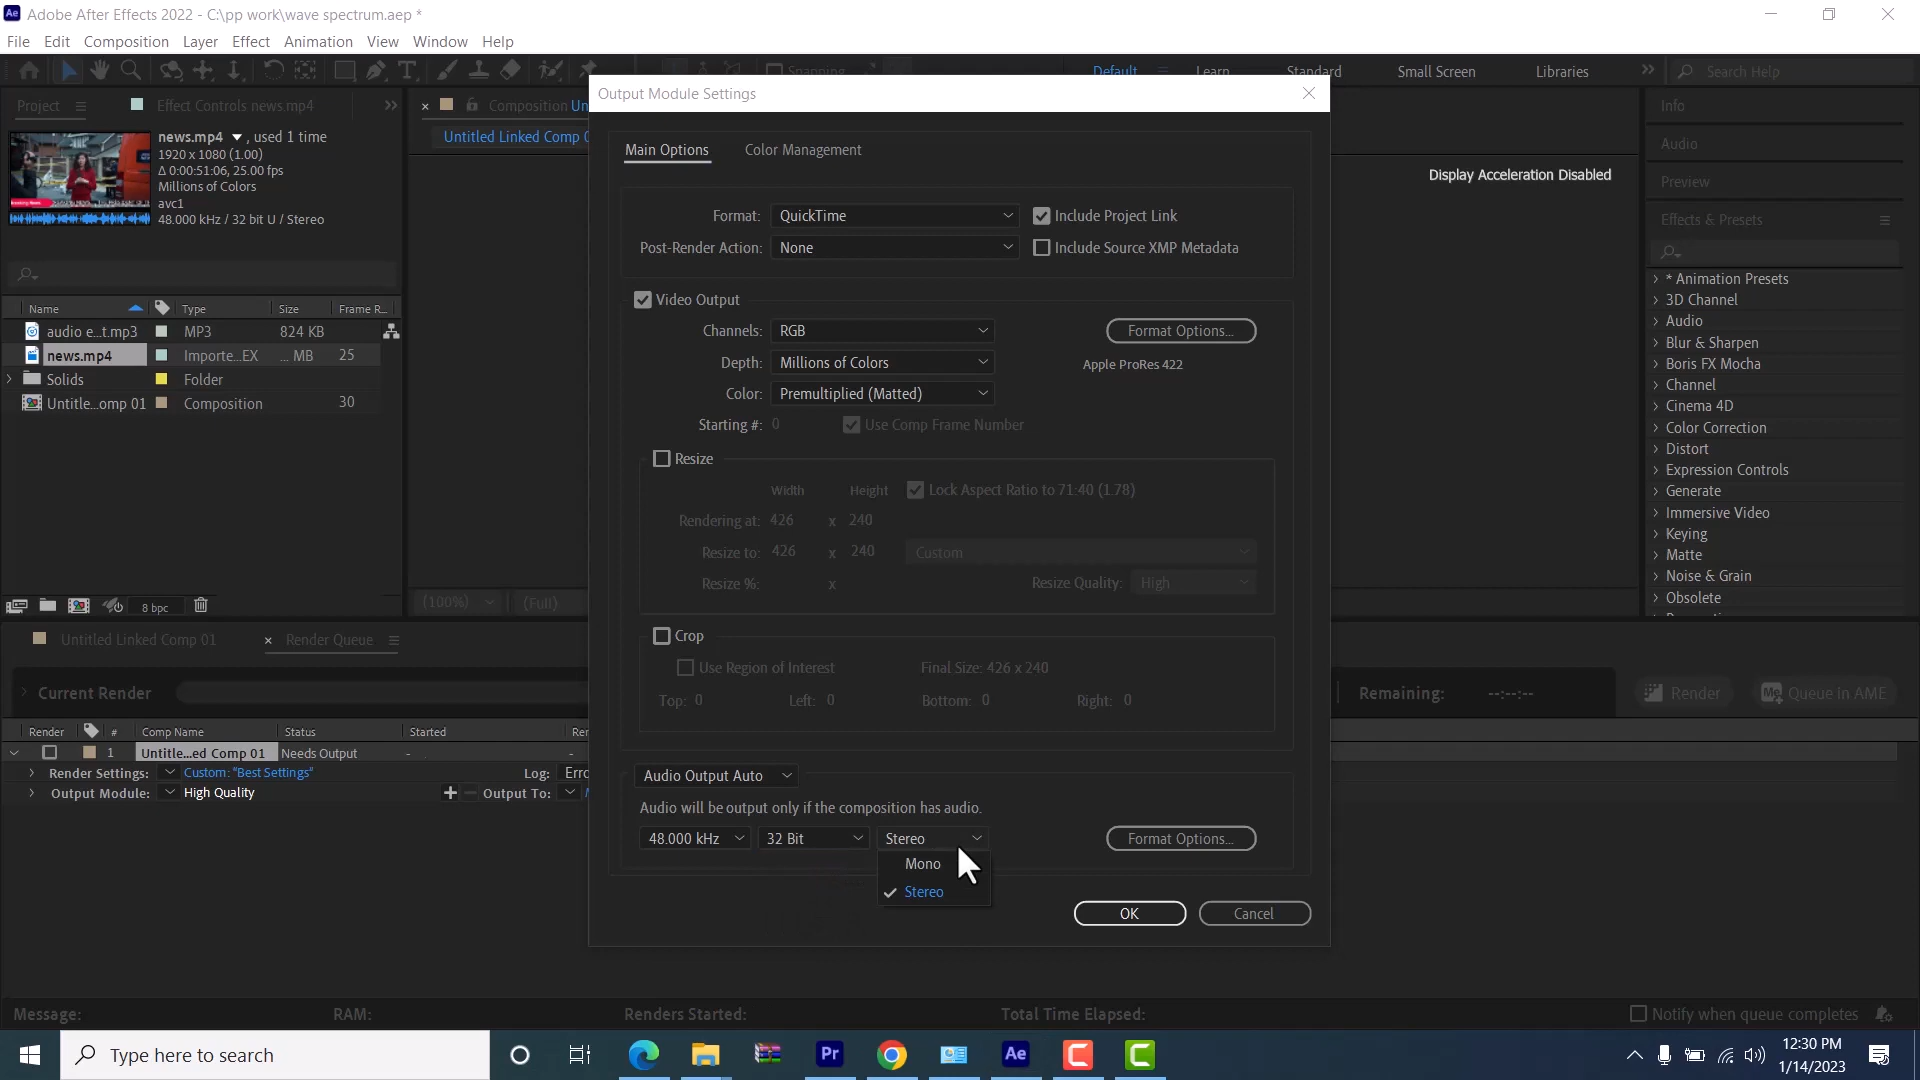 Adobe After Effects 2022 - C:\pp work\wave spectrum.aep *
File Edit Composition Layer Effect Animation View Window Help
Snapping
Default Learn Standard Small Screen Libraries Search Help
Project Effect Controls news.mp4
Composition Un
news.mp4 , used 1 time
1920 x 1080 (1.00)
Δ 0:00:51:06, 25.00 fps
Millions of Colors
avc1
48.000 kHz / 32 bit U / Stereo
Untitled Linked Comp 0
Name Type Size Frame R...
audio e...t.mp3 MP3 824 KB
news.mp4 Importe...EX ... MB 25
Solids Folder
Untitle...omp 01 Composition 30
8 bpc
(100%) (Full)
Display Acceleration Disabled
Output Module Settings
Main Options Color Management
Format: QuickTime Include Project Link
Post-Render Action: None Include Source XMP Metadata
Video Output
Channels: RGB Format Options...
Depth: Millions of Colors Apple ProRes 422
Color: Premultiplied (Matted)
Starting #: 0 Use Comp Frame Number
Resize
Width Height Lock Aspect Ratio to 71:40 (1.78)
Rendering at: 426 x 240
Resize to: 426 x 240 Custom
Resize %: x Resize Quality: High
Crop
Use Region of Interest Final Size: 426 x 240
Top: 0 Left: 0 Bottom: 0 Right: 0
Audio Output Auto
Audio will be output only if the composition has audio.
48.000 kHz 32 Bit Stereo Format Options...
Mono
Stereo
OK Cancel
Info
Audio
Preview
Effects & Presets
* Animation Presets
3D Channel
Audio
Blur & Sharpen
Boris FX Mocha
Channel
Cinema 4D
Color Correction
Distort
Expression Controls
Generate
Immersive Video
Keying
Matte
Noise & Grain
Obsolete
Untitled Linked Comp 01 Render Queue
Current Render
Remaining: --:--:-- Render Queue in AME
Render # Comp Name Status Started Rer
1 Untitle...ed Comp 01 Needs Output - -
Render Settings: Custom: "Best Settings" Log: Erro
Output Module: High Quality Output To:
Message: RAM: Renders Started: Total Time Elapsed: Notify when queue completes
Type here to search
Pr
Ae
12:30 PM
1/14/2023